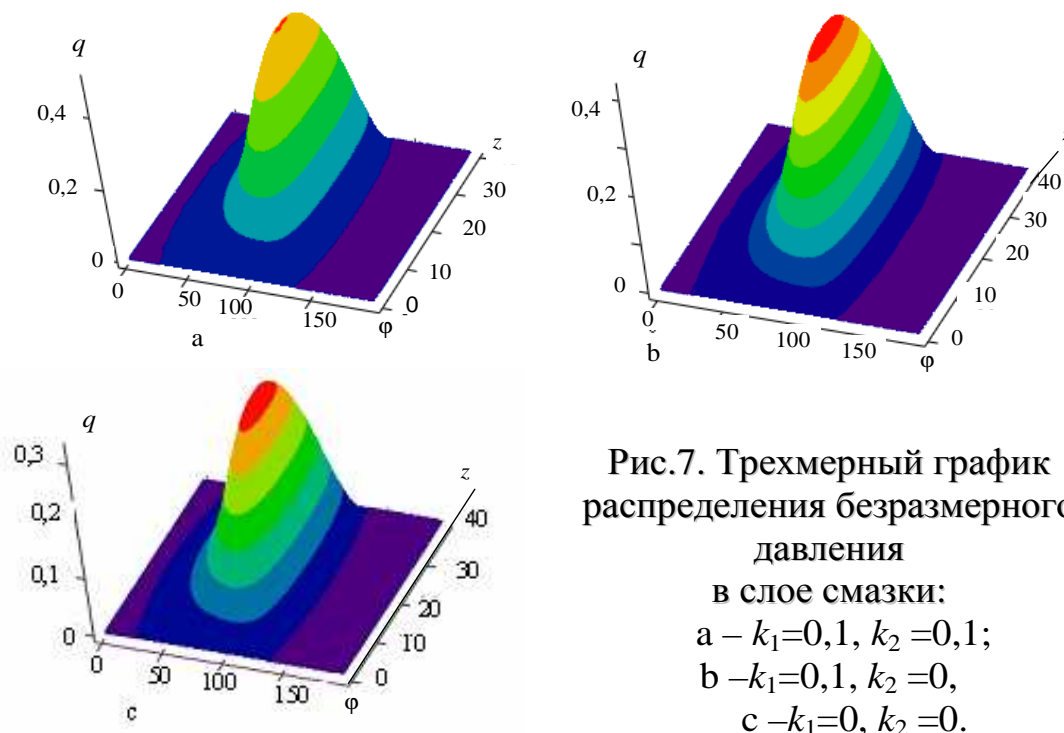 q
0,4
0,2
0
0
50
100
150
φ
0
10
20
30
z
a
q
0,4
0,2
0
0
50
100
150
φ
0
10
20
30
40
b
q
0,3
0,2
0,1
0
0
50
100
150
φ
0
10
20
30
40
z
c
Рис.7. Трехмерный график
распределения безразмерного
давления
в слое смазки:
a – k₁=0,1, k₂ =0,1;
b –k₁=0,1, k₂ =0,
c –k₁=0, k₂ =0.